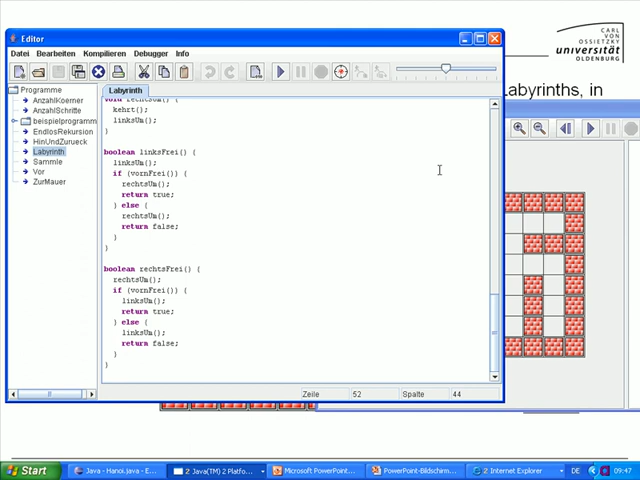 CARL
VON
OSSIETZKY
universität
OLDENBURG
Labyrinths, in
Editor
Datei Bearbeiten Kompilieren Debugger Info
Programme
AnzahlKoerner
AnzahlSchritte
beispielprogramm
EndlosRekursion
HinUndZurueck
Labyrinth
Sammle
Vor
ZurMauer
Labyrinth
void rechtsUm() {
kehrt();
linksUm();
}
boolean linksFrei() {
linksUm();
if (vornFrei()) {
rechtsUm();
return true;
} else {
rechtsUm();
return false;
}
}
boolean rechtsFrei() {
rechtsUm();
if (vornFrei()) {
linksUm();
return true;
} else {
linksUm();
return false;
}
}
Zeile 52 Spalte 44
Start Java - Hanoi.java - E... 2 Java(TM) 2 Platfo... Microsoft PowerPoint... PowerPoint-Bildschirm... 2 Internet Explorer DE 09:47